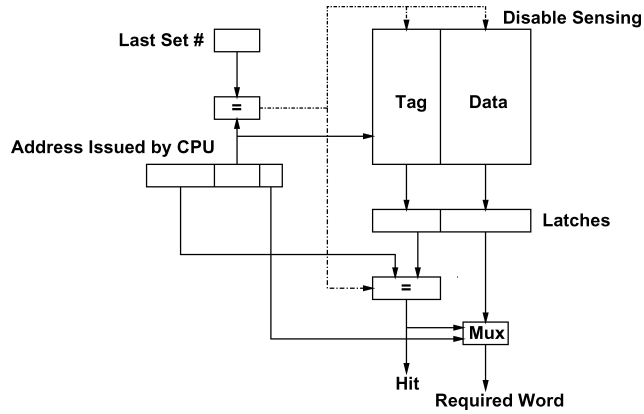 Disable Sensing
Last Set #
Tag
Data
=
Address Issued by CPU
Latches
=
Mux
Hit
Required Word